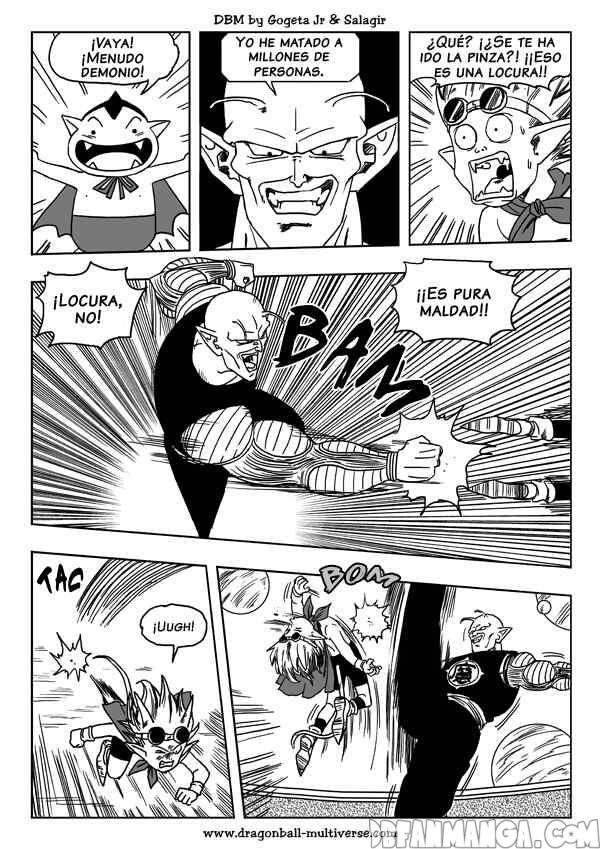 DBM by Gogeta Jr & Salagir
¡VAYA!
¡MENUDO
DEMONIO!
YO HE MATADO A
MILLONES DE
PERSONAS.
¿QUÉ? ¡¿SE TE HA
IDO LA PINZA?! ¡¡ESO
ES UNA LOCURA!!
¡LOCURA,
NO!
¡¡ES PURA
MALDAD!!
BAM
TAC
¡UUGH!
BOM
www.dragonball-multiverse.com
DBFANMANGA.COM